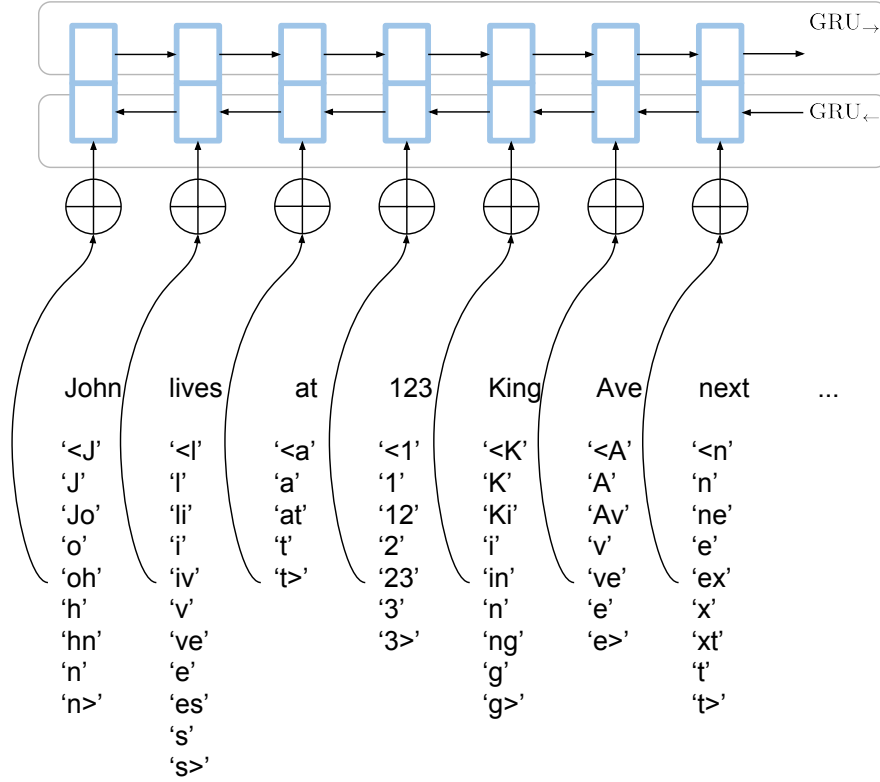 GRU→
GRU←
John lives at 123 King Ave next ...
‘<J’ ‘<l’ ‘<a’ ‘<1’ ‘<K’ ‘<A’ ‘<n’
‘J’ ‘l’ ‘a’ ‘1’ ‘K’ ‘A’ ‘n’
‘Jo’ ‘li’ ‘at’ ‘12’ ‘Ki’ ‘Av’ ‘ne’
‘o’ ‘i’ ‘t’ ‘2’ ‘i’ ‘v’ ‘e’
‘oh’ ‘iv’ ‘t>’ ‘23’ ‘in’ ‘ve’ ‘ex’
‘h’ ‘v’ ‘3’ ‘n’ ‘e’ ‘x’
‘hn’ ‘ve’ ‘3>’ ‘ng’ ‘e>’ ‘xt’
‘n’ ‘e’ ‘g’ ‘t’
‘n>’ ‘es’ ‘g>’ ‘t>’
‘s’
‘s>’